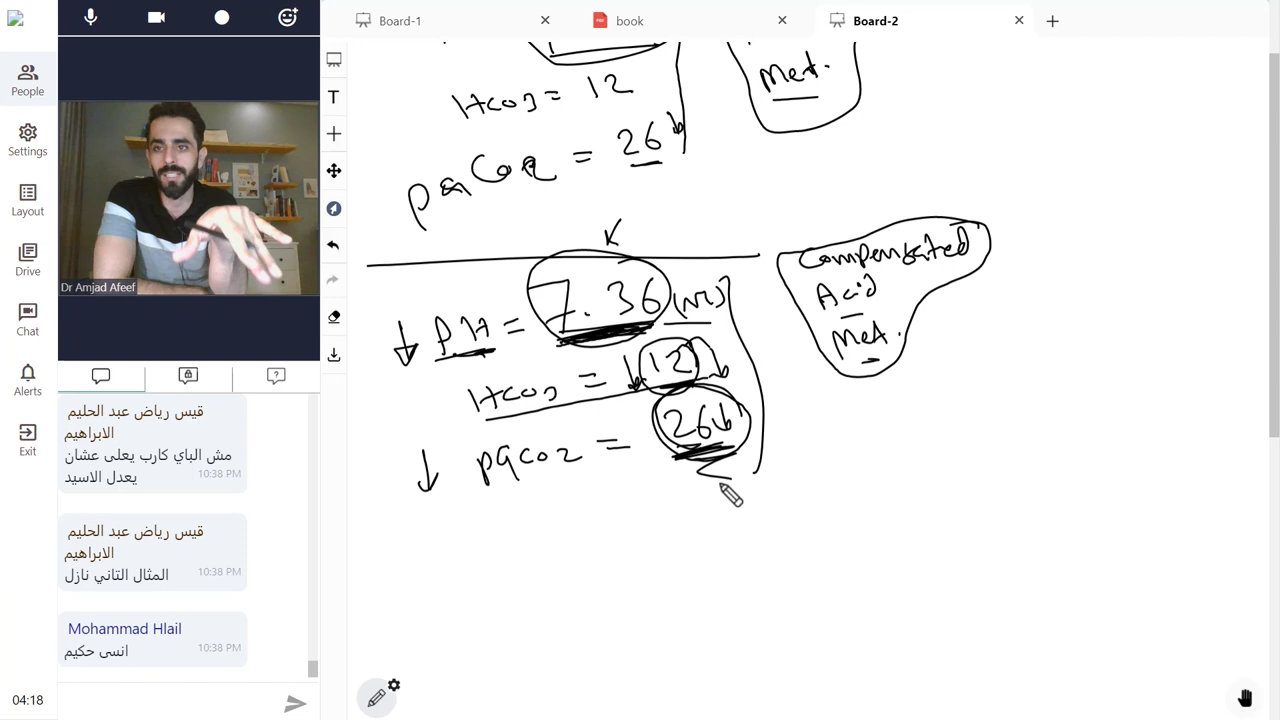 Board-1
book
Board-2
People
Settings
Layout
Drive
Chat
Alerts
Exit
04:18
Dr Amjad Afeef
T
قيس رياض عبد الحليم
الابراهيم
مش الباي كارب يعلى عشان
يعدل الاسيد
10:38 PM
قيس رياض عبد الحليم
الابراهيم
المثال التاني نازل
10:38 PM
Mohammad Hlail
انسى حكيم
10:38 PM
Hco3 = 12
paCo2 = 26↓
Met.
↓ pH = 7.36
Hco3 = ↓ 12 ↓
↓ paco2 = 26↓
Compensated
Acid
Met.